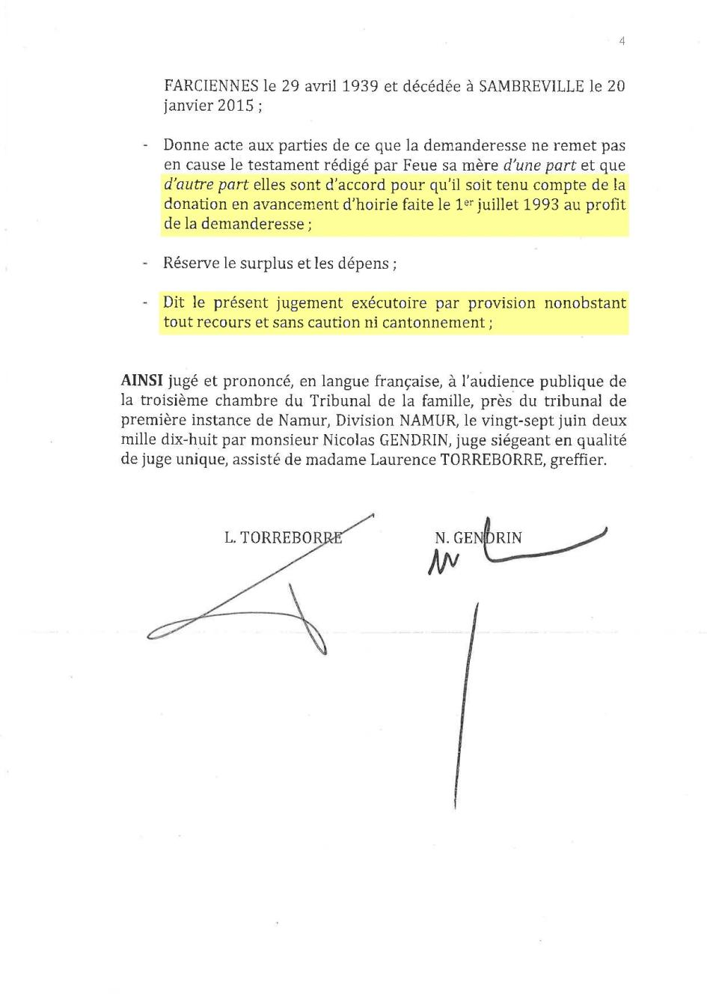 4
FARCIENNES le 29 avril 1939 et décédée à SAMBREVILLE le 20
janvier 2015 ;
- Donne acte aux parties de ce que la demanderesse ne remet pas
en cause le testament rédigé par Feue sa mère d'une part et que
d'autre part elles sont d'accord pour qu'il soit tenu compte de la
donation en avancement d'hoirie faite le 1er juillet 1993 au profit
de la demanderesse ;
- Réserve le surplus et les dépens ;
- Dit le présent jugement exécutoire par provision nonobstant
tout recours et sans caution ni cantonnement ;
AINSI jugé et prononcé, en langue française, à l'audience publique de
la troisième chambre du Tribunal de la famille, près du tribunal de
première instance de Namur, Division NAMUR, le vingt-sept juin deux
mille dix-huit par monsieur Nicolas GENDRIN, juge siégeant en qualité
de juge unique, assisté de madame Laurence TORREBORRE, greffier.
L. TORREBORRE N. GENDRIN